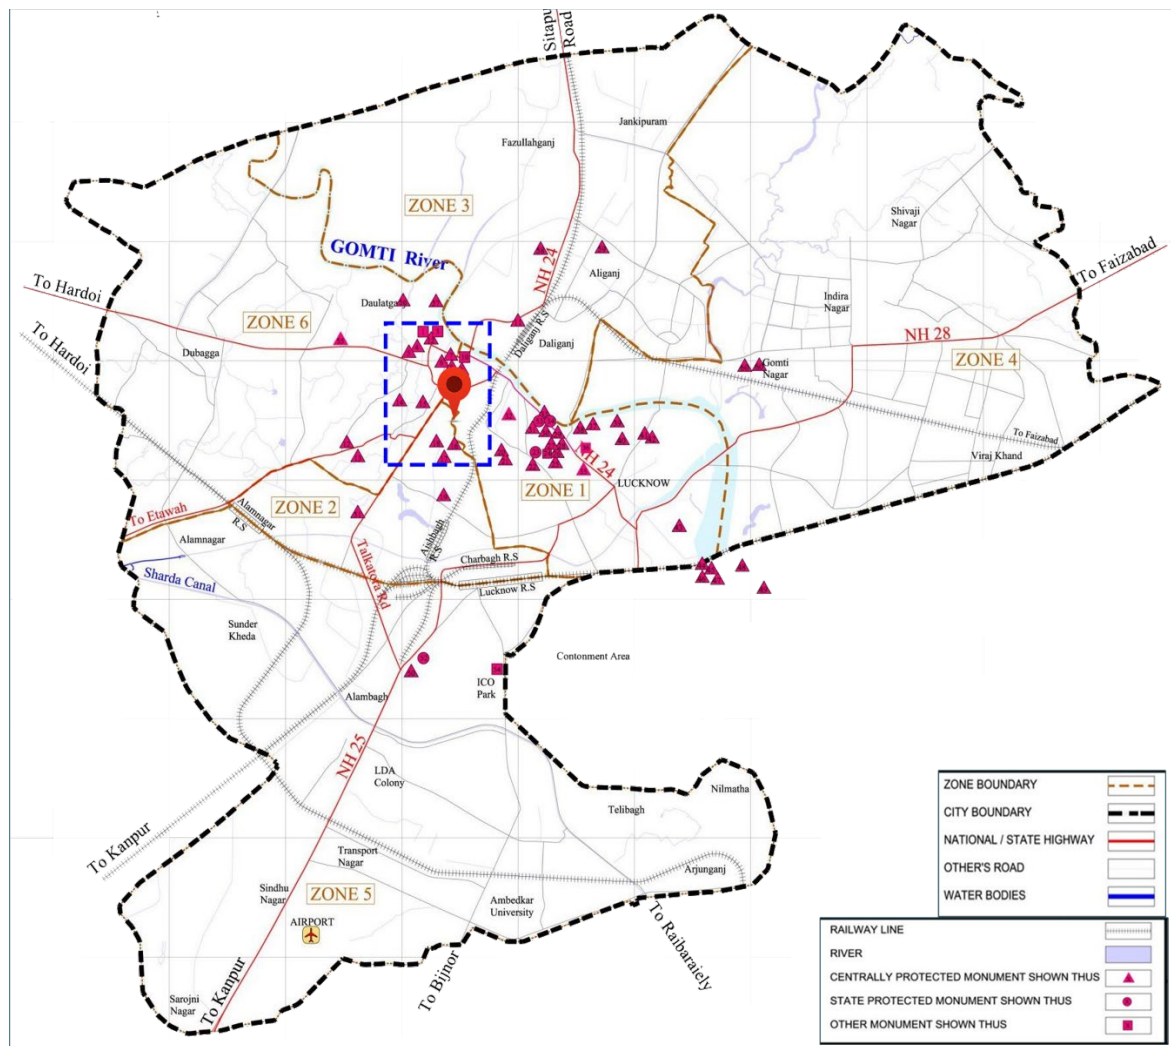 Sitapu
Road
Jankipuram
Fazullahganj
ZONE 3
Shivaji
Nagar
GOMTI River
NH 24
Aliganj
To Faizabad
To Hardoi
Daulatganj
Indira
Nagar
ZONE 6
Daliganj R.S
NH 28
To Hardoi
Dubagga
Daliganj
ZONE 4
Gomti
Nagar
To Faizabad
NH 24
Viraj Khand
ZONE 1
LUCKNOW
ZONE 2
To Etawah
Alamnagar
R.S
Alamnagar
Aishbagh
R.S
Charbagh R.S
Sharda Canal
Talkatora Rd
Lucknow R.S
Sunder
Kheda
Contonment Area
ICO
Park
Alambagh
NH 25
LDA
Colony
Nilmatha
Telibagh
To Kanpur
Transport
Nagar
Arjunganj
Sindhu
Nagar
ZONE 5
Ambedkar
University
AIRPORT
To Raibaraiely
To Bijnor
Sarojni
Nagar
To Kanpur
ZONE BOUNDARY
CITY BOUNDARY
NATIONAL / STATE HIGHWAY
OTHER'S ROAD
WATER BODIES
RAILWAY LINE
RIVER
CENTRALLY PROTECTED MONUMENT SHOWN THUS
STATE PROTECTED MONUMENT SHOWN THUS
OTHER MONUMENT SHOWN THUS